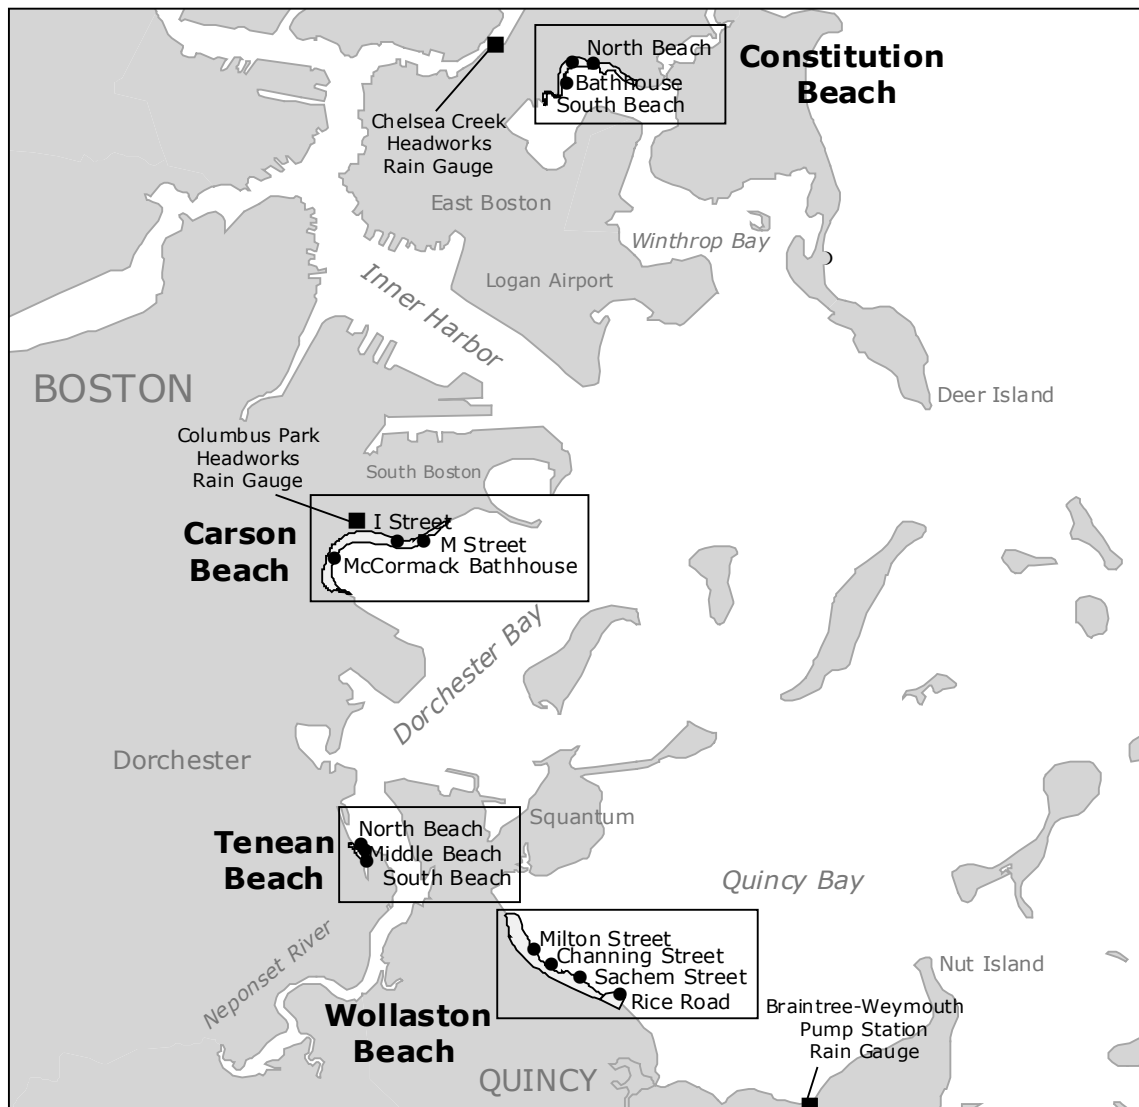 North Beach
Constitution
Beach
Bathhouse
South Beach
Chelsea Creek
Headworks
Rain Gauge
East Boston
Winthrop Bay
Logan Airport
Inner Harbor
BOSTON
Deer Island
Columbus Park
Headworks
Rain Gauge
South Boston
Carson
Beach
I Street
M Street
McCormack Bathhouse
Dorchester Bay
Dorchester
Squantum
Tenean
Beach
North Beach
Middle Beach
South Beach
Quincy Bay
Neponset River
Milton Street
Channing Street
Sachem Street
Rice Road
Nut Island
Wollaston
Beach
Braintree-Weymouth
Pump Station
Rain Gauge
QUINCY